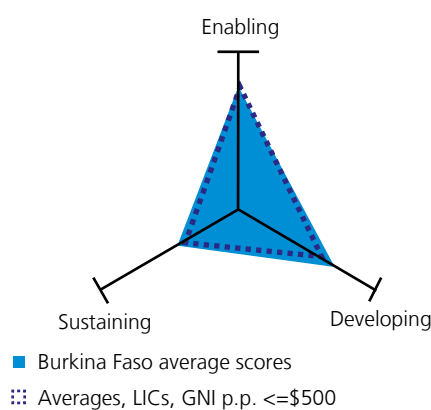 Enabling
Sustaining
Developing
Burkina Faso average scores
Averages, LICs, GNI p.p. <=$500